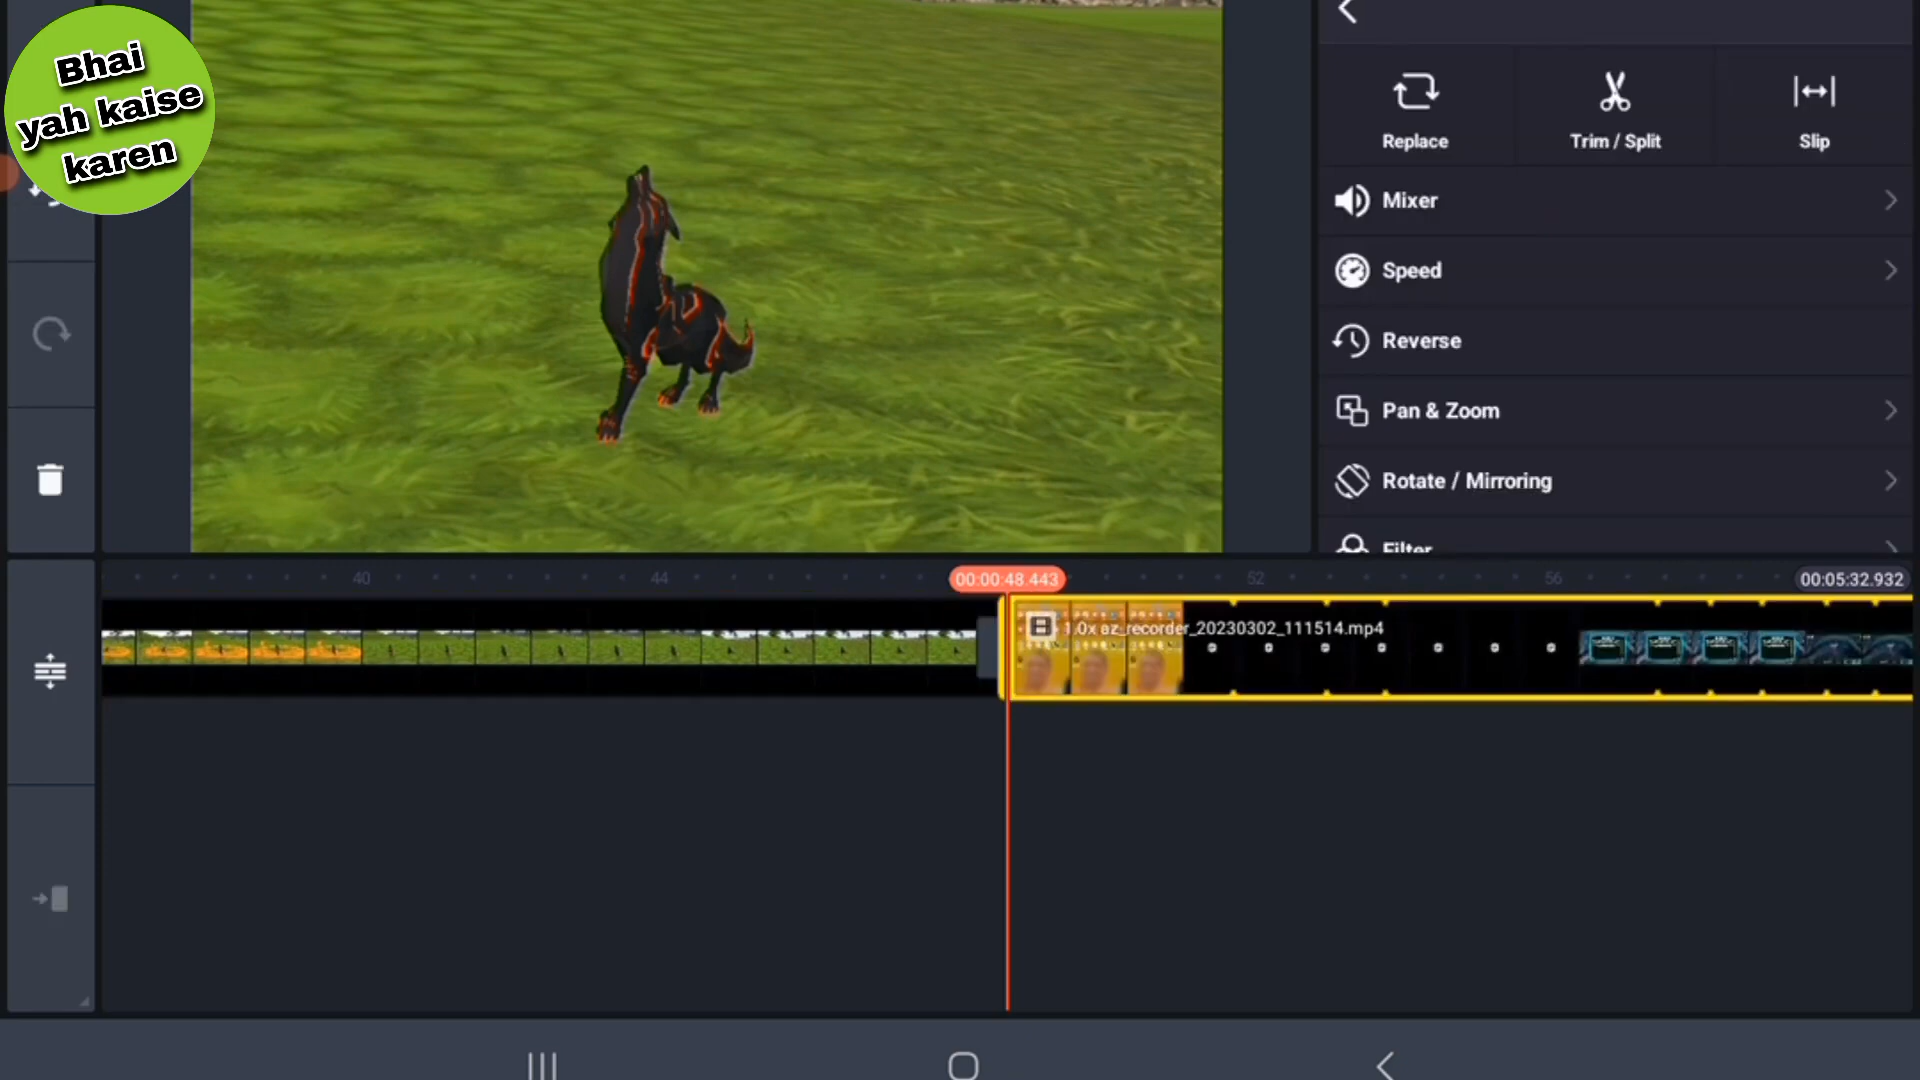 Bhai
yah kaise
karen
Replace
Trim / Split
Slip
Mixer
Speed
Reverse
Pan & Zoom
Rotate / Mirroring
Filter
40
44
00:00:48.443
52
56
00:05:32.932
1.0x az_recorder_20230302_111514.mp4